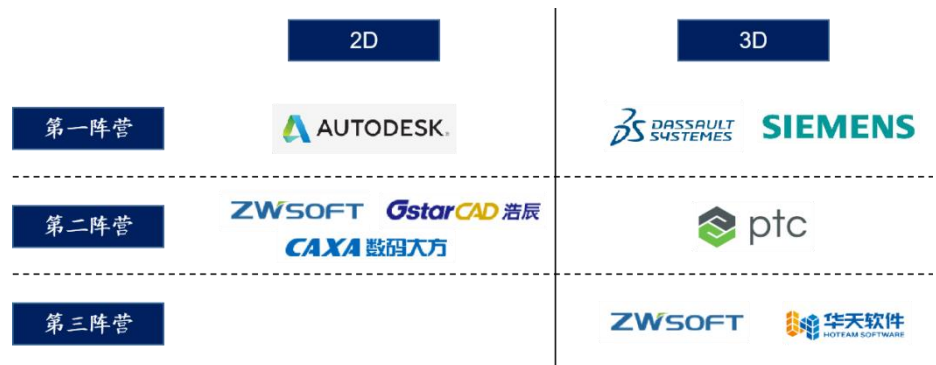 2D
3D
第一阵营
AUTODESK.
DASSAULT
SYSTEMES
SIEMENS
第二阵营
ZWSOFT
GstarCAD 浩辰
CAXA 数码大方
ptc
第三阵营
ZWSOFT
华天软件
HOTEAM SOFTWARE